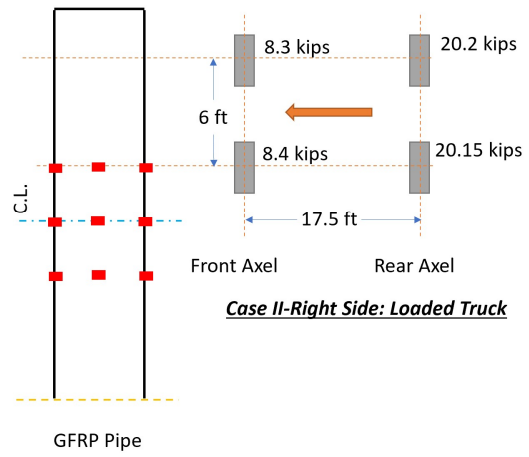 8.3 kips
20.2 kips
6 ft
8.4 kips
20.15 kips
C.L.
17.5 ft
Front Axel
Rear Axel
Case II-Right Side: Loaded Truck
GFRP Pipe